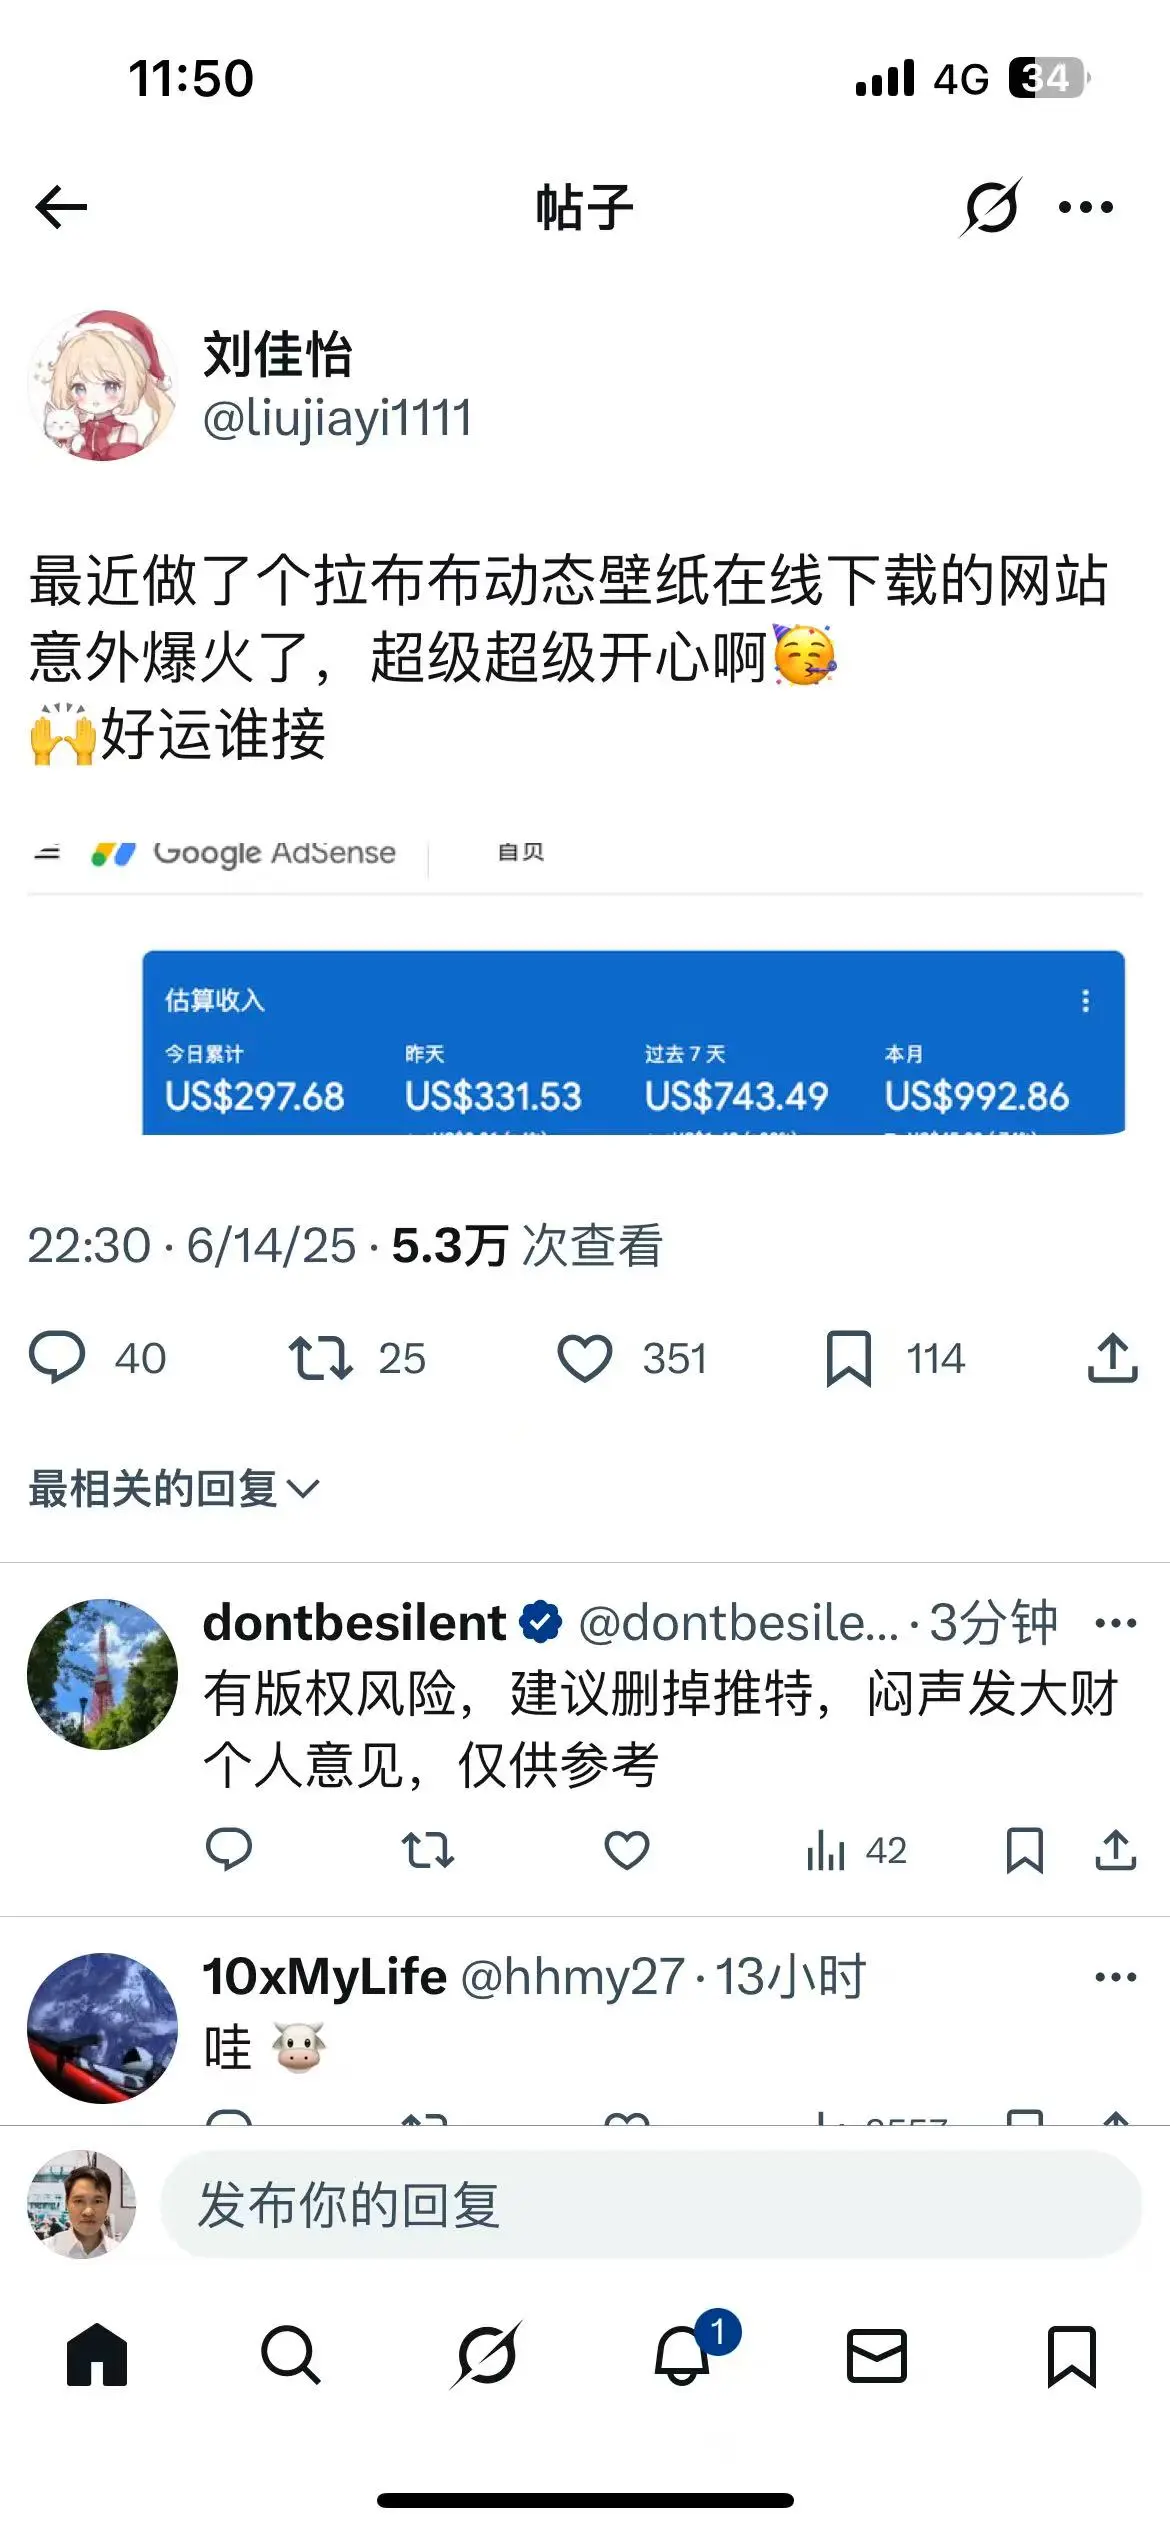 11:50
4G 34
帖子
刘佳怡
@liujiayi1111
最近做了个拉布布动态壁纸在线下载的网站
意外爆火了，超级超级开心啊🥳
🙌好运谁接
Google AdSense
估算收入
今日累计 昨天 过去 7 天 本月
US$297.68 US$331.53 US$743.49 US$992.86
22:30 · 6/14/25 · 5.3万 次查看
40 25 351 114
最相关的回复
dontbesilent @dontbesile... · 3分钟
有版权风险，建议删掉推特，闷声发大财
个人意见，仅供参考
42
10xMyLife @hhmy27 · 13小时
哇 🐮
发布你的回复
1